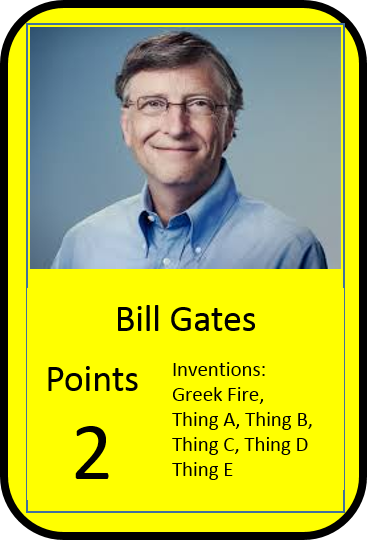 Bill Gates
Points
2
Inventions:
Greek Fire,
Thing A, Thing B,
Thing C, Thing D
Thing E